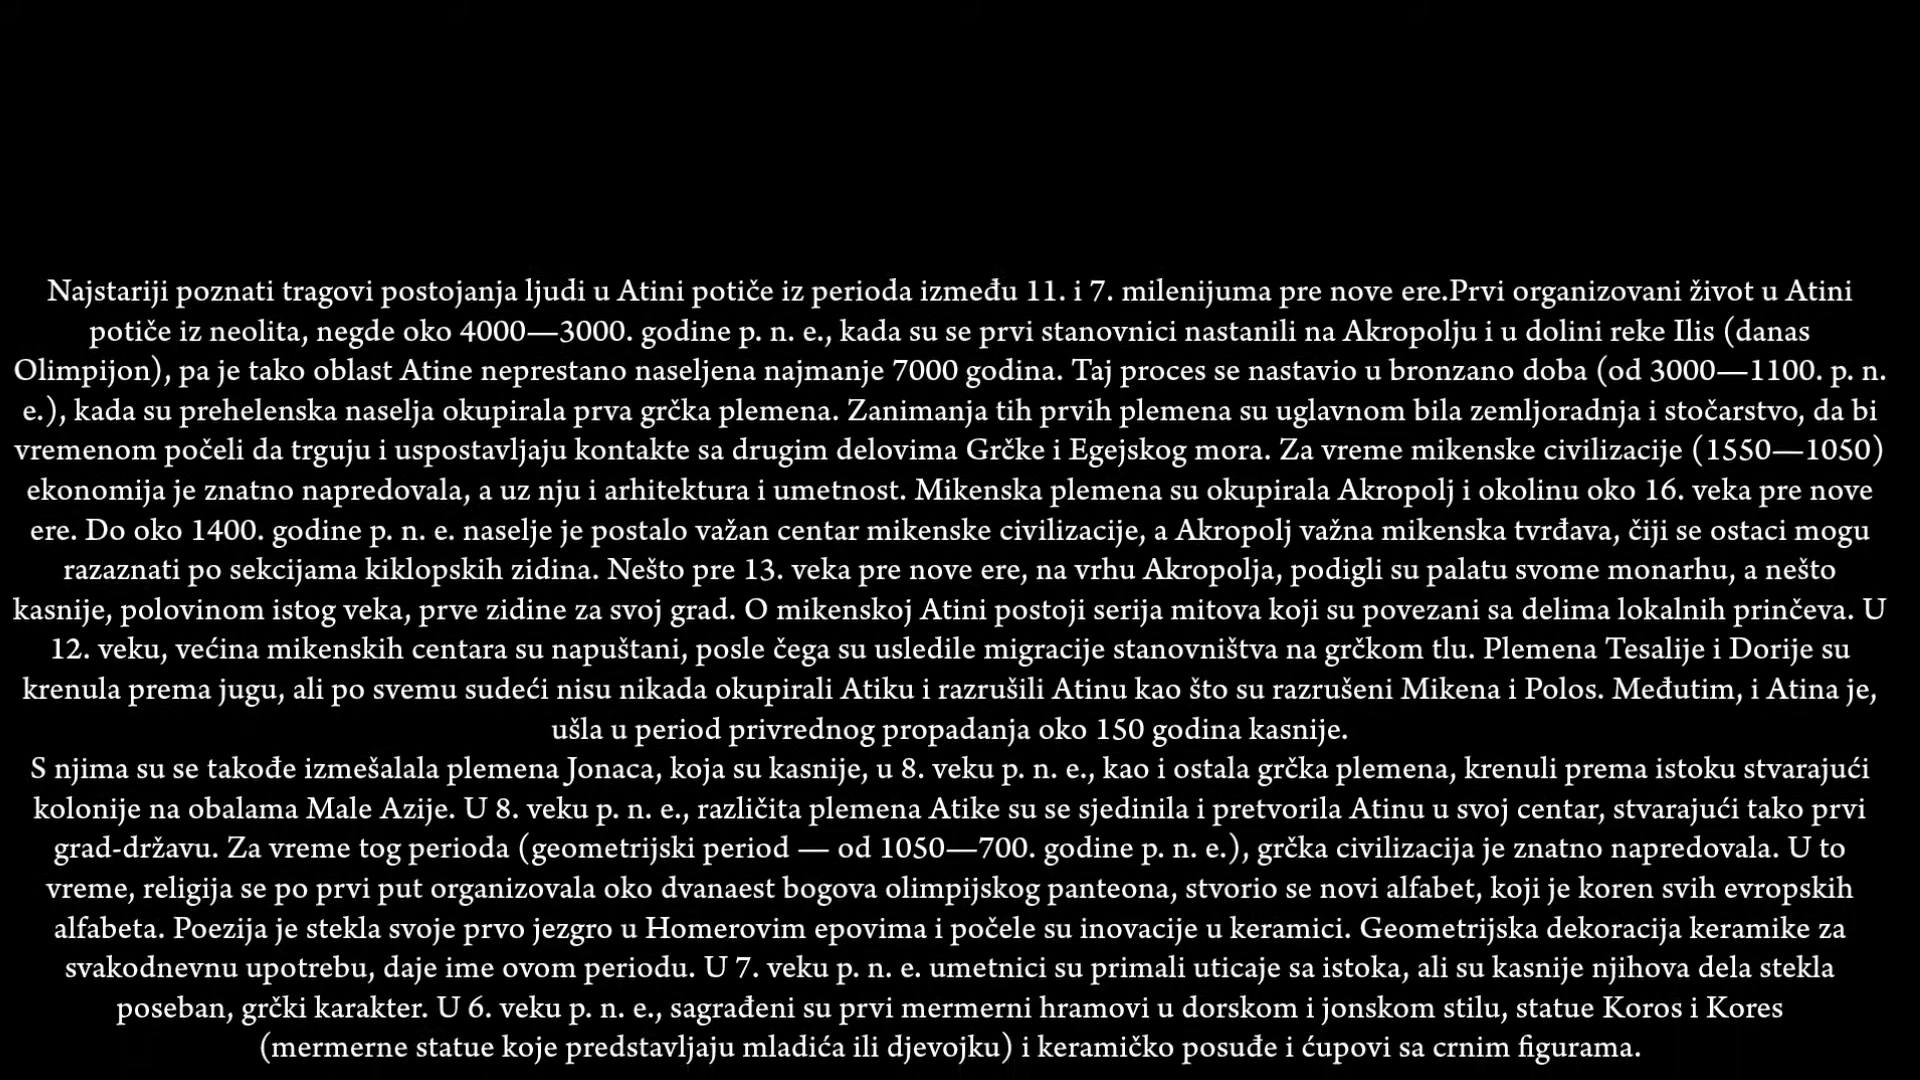 Najstariji poznati tragovi postojanja ljudi u Atini potiče iz perioda između 11. i 7. milenijuma pre nove ere.Prvi organizovani život u Atini
potiče iz neolita, negde oko 4000—3000. godine p. n. e., kada su se prvi stanovnici nastanili na Akropolju i u dolini reke Ilis (danas
Olimpijon), pa je tako oblast Atine neprestano naseljena najmanje 7000 godina. Taj proces se nastavio u bronzano doba (od 3000—1100. p. n.
e.), kada su prehelenska naselja okupirala prva grčka plemena. Zanimanja tih prvih plemena su uglavnom bila zemljoradnja i stočarstvo, da bi
vremenom počeli da trguju i uspostavljaju kontakte sa drugim delovima Grčke i Egejskog mora. Za vreme mikenske civilizacije (1550—1050)
ekonomija je znatno napredovala, a uz nju i arhitektura i umetnost. Mikenska plemena su okupirala Akropolj i okolinu oko 16. veka pre nove
ere. Do oko 1400. godine p. n. e. naselje je postalo važan centar mikenske civilizacije, a Akropolj važna mikenska tvrđava, čiji se ostaci mogu
razaznati po sekcijama kiklopskih zidina. Nešto pre 13. veka pre nove ere, na vrhu Akropolja, podigli su palatu svome monarhu, a nešto
kasnije, polovinom istog veka, prve zidine za svoj grad. O mikenskoj Atini postoji serija mitova koji su povezani sa delima lokalnih prinčeva. U
12. veku, većina mikenskih centara su napuštani, posle čega su usledile migracije stanovništva na grčkom tlu. Plemena Tesalije i Dorije su
krenula prema jugu, ali po svemu sudeći nisu nikada okupirali Atiku i razrušili Atinu kao što su razrušeni Mikena i Polos. Međutim, i Atina je,
ušla u period privrednog propadanja oko 150 godina kasnije.
S njima su se takođe izmešalala plemena Jonaca, koja su kasnije, u 8. veku p. n. e., kao i ostala grčka plemena, krenuli prema istoku stvarajući
kolonije na obalama Male Azije. U 8. veku p. n. e., različita plemena Atike su se sjedinila i pretvorila Atinu u svoj centar, stvarajući tako prvi
grad-državu. Za vreme tog perioda (geometrijski period — od 1050—700. godine p. n. e.), grčka civilizacija je znatno napredovala. U to
vreme, religija se po prvi put organizovala oko dvanaest bogova olimpijskog panteona, stvorio se novi alfabet, koji je koren svih evropskih
alfabeta. Poezija je stekla svoje prvo jezgro u Homerovim epovima i počele su inovacije u keramici. Geometrijska dekoracija keramike za
svakodnevnu upotrebu, daje ime ovom periodu. U 7. veku p. n. e. umetnici su primali uticaje sa istoka, ali su kasnije njihova dela stekla
poseban, grčki karakter. U 6. veku p. n. e., sagrađeni su prvi mermerni hramovi u dorskom i jonskom stilu, statue Koros i Kores
(mermerne statue koje predstavljaju mladića ili djevojku) i keramičko posuđe i ćupovi sa crnim figurama.